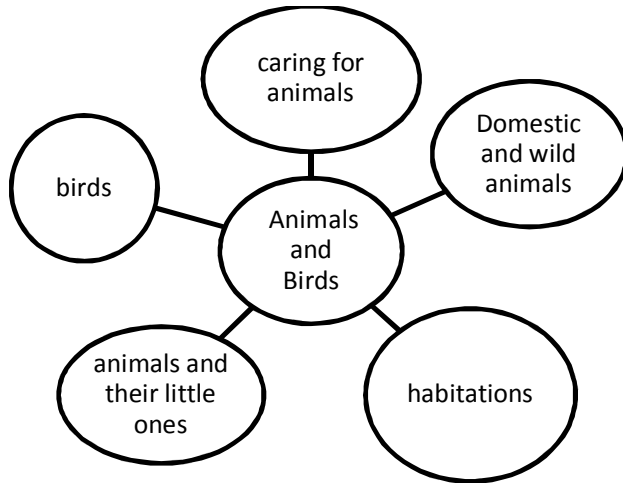 caring for
animals
Domestic
and wild
animals
birds
Animals
and
Birds
animals and
their little
ones
habitations